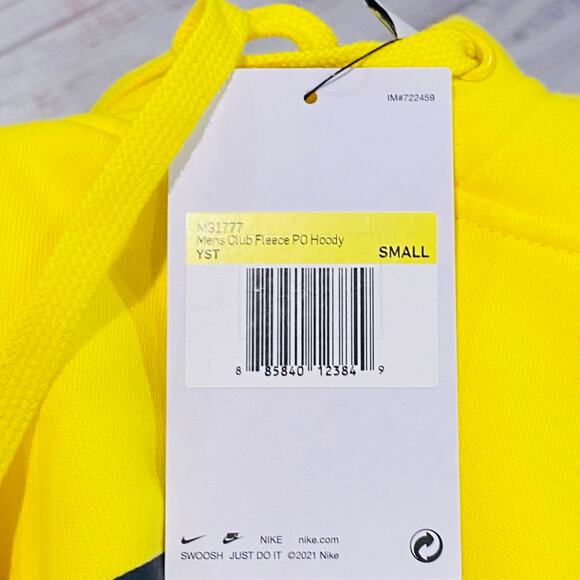 IM#722459
M31777
Mens Club Fleece PO Hoody
YST SMALL
8 85840 12384 9
NIKE nike.com
SWOOSH JUST DO IT ©2021 Nike